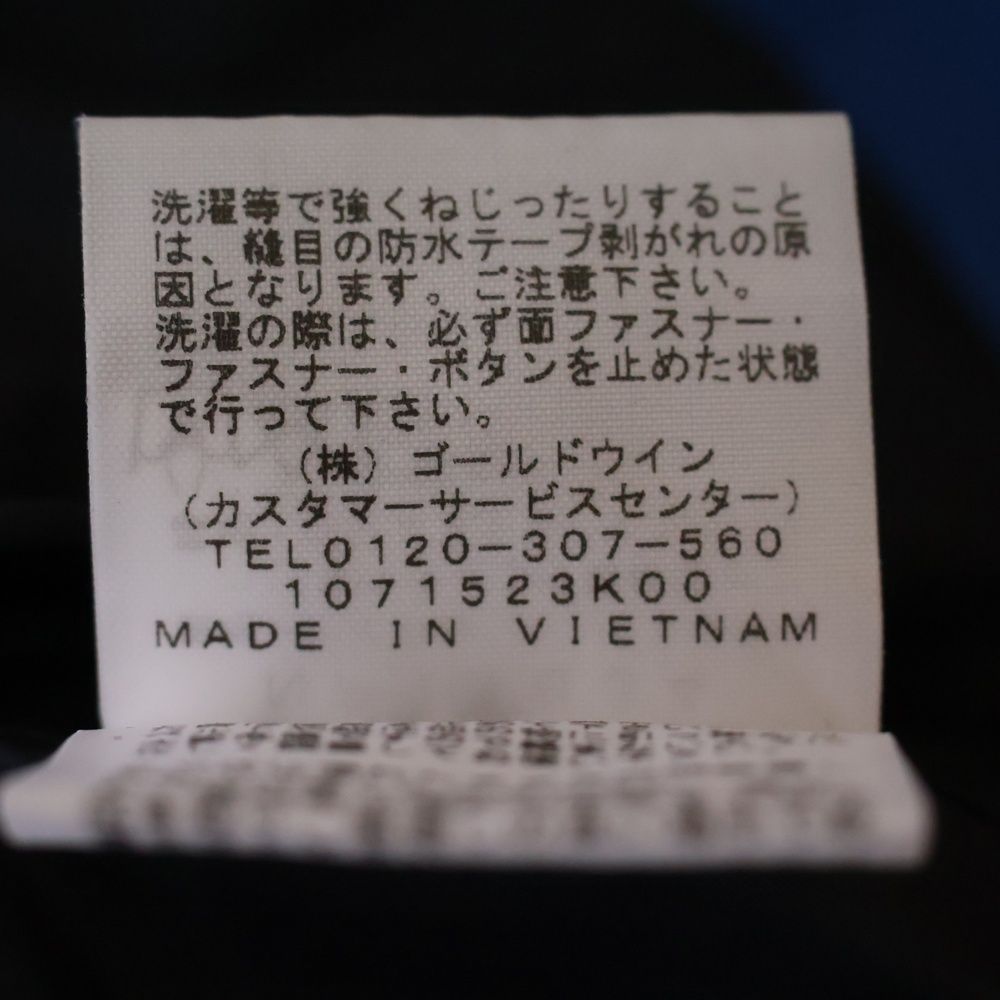 洗濯等で強くねじったりすること
は、縫目の防水テープ剥がれの原
因となります。ご注意下さい。
洗濯の際は、必ず面ファスナー・
ファスナー・ボタンを止めた状態
で行って下さい。
(株) ゴールドウイン
(カスタマーサービスセンター)
TEL0120-307-560
1071523K00
MADE IN VIETNAM